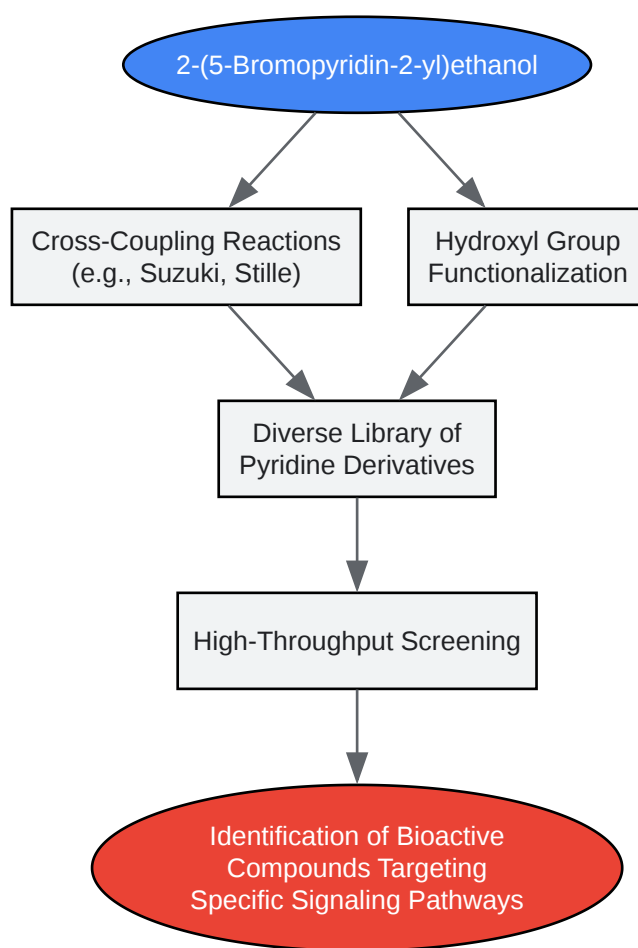 2-(5-Bromopyridin-2-yl)ethanol
Cross-Coupling Reactions
(e.g., Suzuki, Stille)
Hydroxyl Group
Functionalization
Diverse Library of
Pyridine Derivatives
High-Throughput Screening
Identification of Bioactive
Compounds Targeting
Specific Signaling Pathways